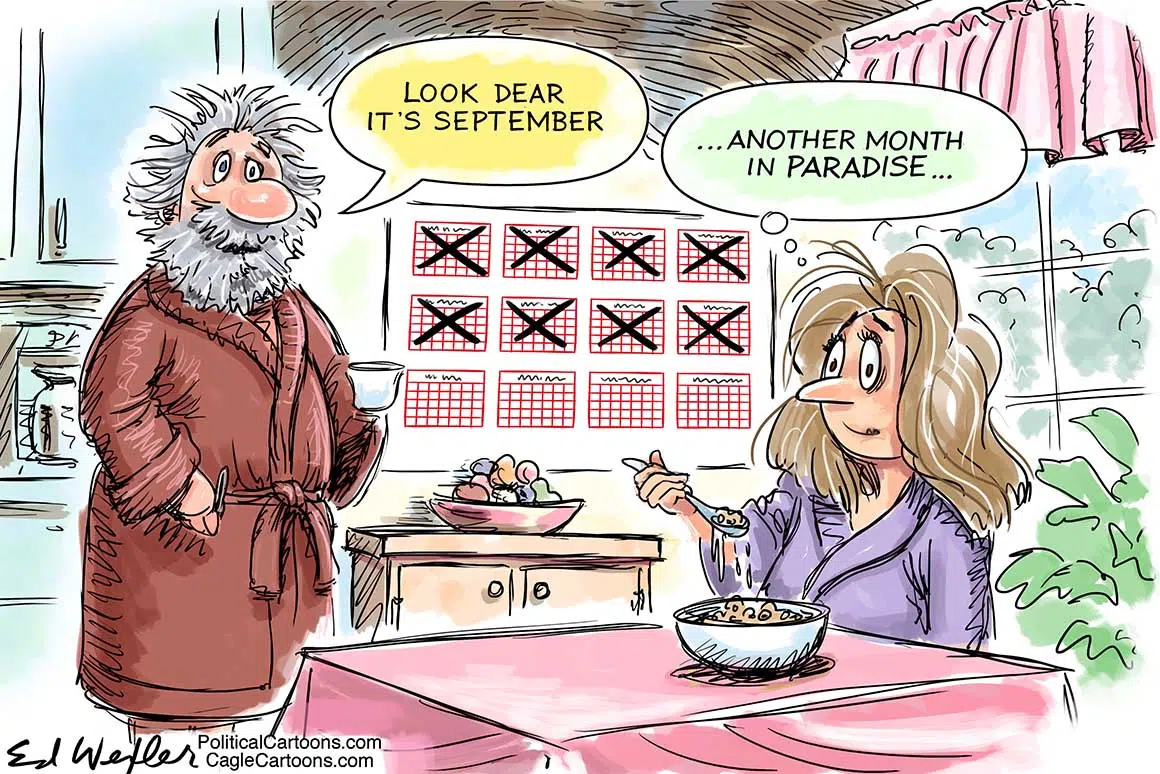 LOOK DEAR
IT'S SEPTEMBER
...ANOTHER MONTH
IN PARADISE...
Ed Wexler
PoliticalCartoons.com
CagleCartoons.com